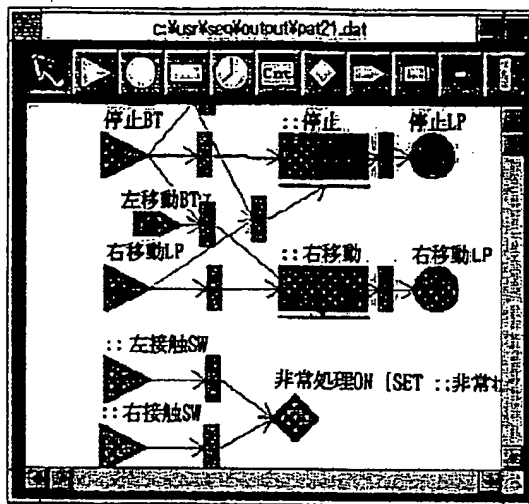 c:¥usr¥seq¥output¥pat21.dat
Cnt
停止BT
::停止
停止LP
左移動BT
右移動LP
::右移動
右移動LP
::左接触SW
非常処理ON [SET ::非常
::右接触SW